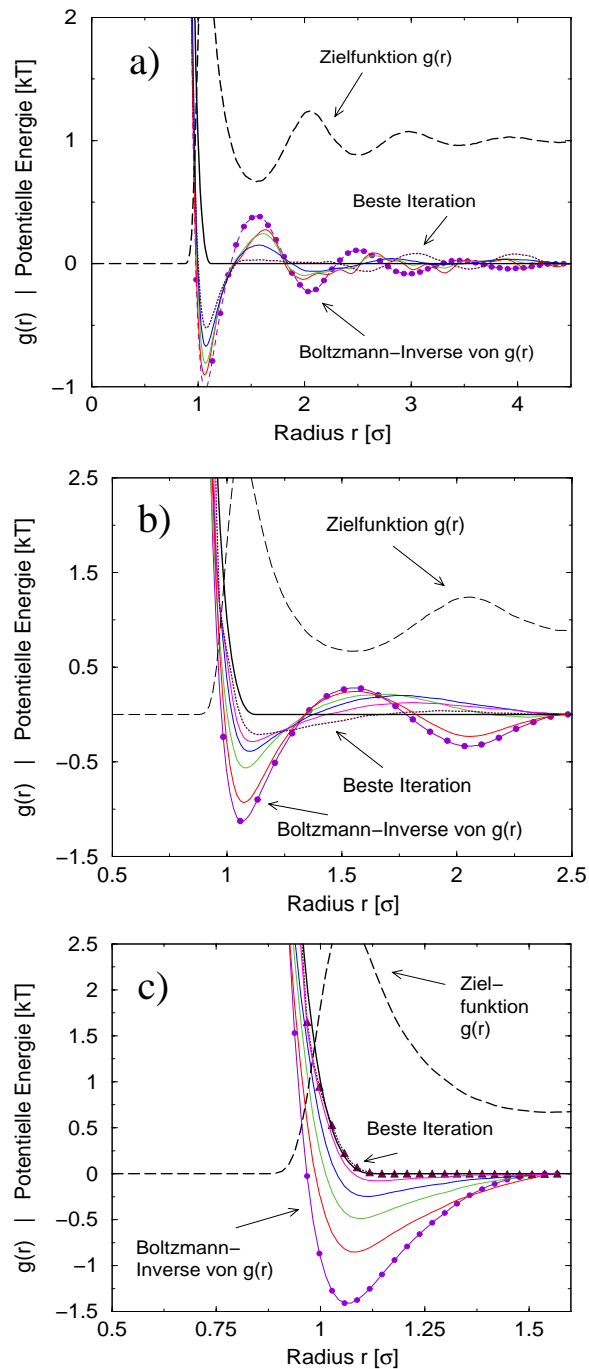 2
a)
Zielfunktion g(r)
1
Beste Iteration
0
Boltzmann−Inverse von g(r)
−1
0
1
2
3
4
Radius r [σ]
g(r) | Potentielle Energie [kT]
2.5
b)
Zielfunktion g(r)
1.5
0.5
Beste Iteration
−0.5
Boltzmann−Inverse von g(r)
−1.5
0.5
1
1.5
2
2.5
Radius r [σ]
g(r) | Potentielle Energie [kT]
2.5
c)
Ziel−
funktion
g(r)
2
1.5
1
Beste Iteration
0.5
0
−0.5
Boltzmann−
Inverse von g(r)
−1
−1.5
0.5
0.75
1
1.25
1.5
Radius r [σ]
g(r) | Potentielle Energie [kT]